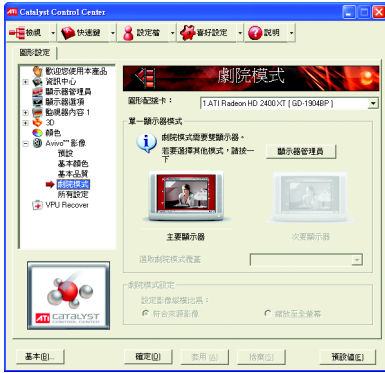 Catalyst Control Center
檢視 快速鍵 設定檔 喜好設定 說明
圖形設定
歡迎您使用本產品
資訊中心
顯示器管理員
顯示器選項
監視器內容 1
3D
顏色
Avivo™ 影像
預設
基本顏色
基本品質
劇院模式
所有設定
VPU Recover
ATI CATALYST
CONTROL CENTER
劇院模式
圖形配接卡：
1.ATI Radeon HD 2400 XT [ GD-1904BP ]
單一顯示器模式
劇院模式需要雙顯示器。
若要選擇其他模式，請按一下
顯示器管理員
主要顯示器
次要顯示器
選取劇院模式覆蓋
劇院模式設定
設定影像縱橫比為：
符合來源影像
縮放至全螢幕
基本(B)...
確定(O)
套用(A)
捨棄(S)
預設值(E)